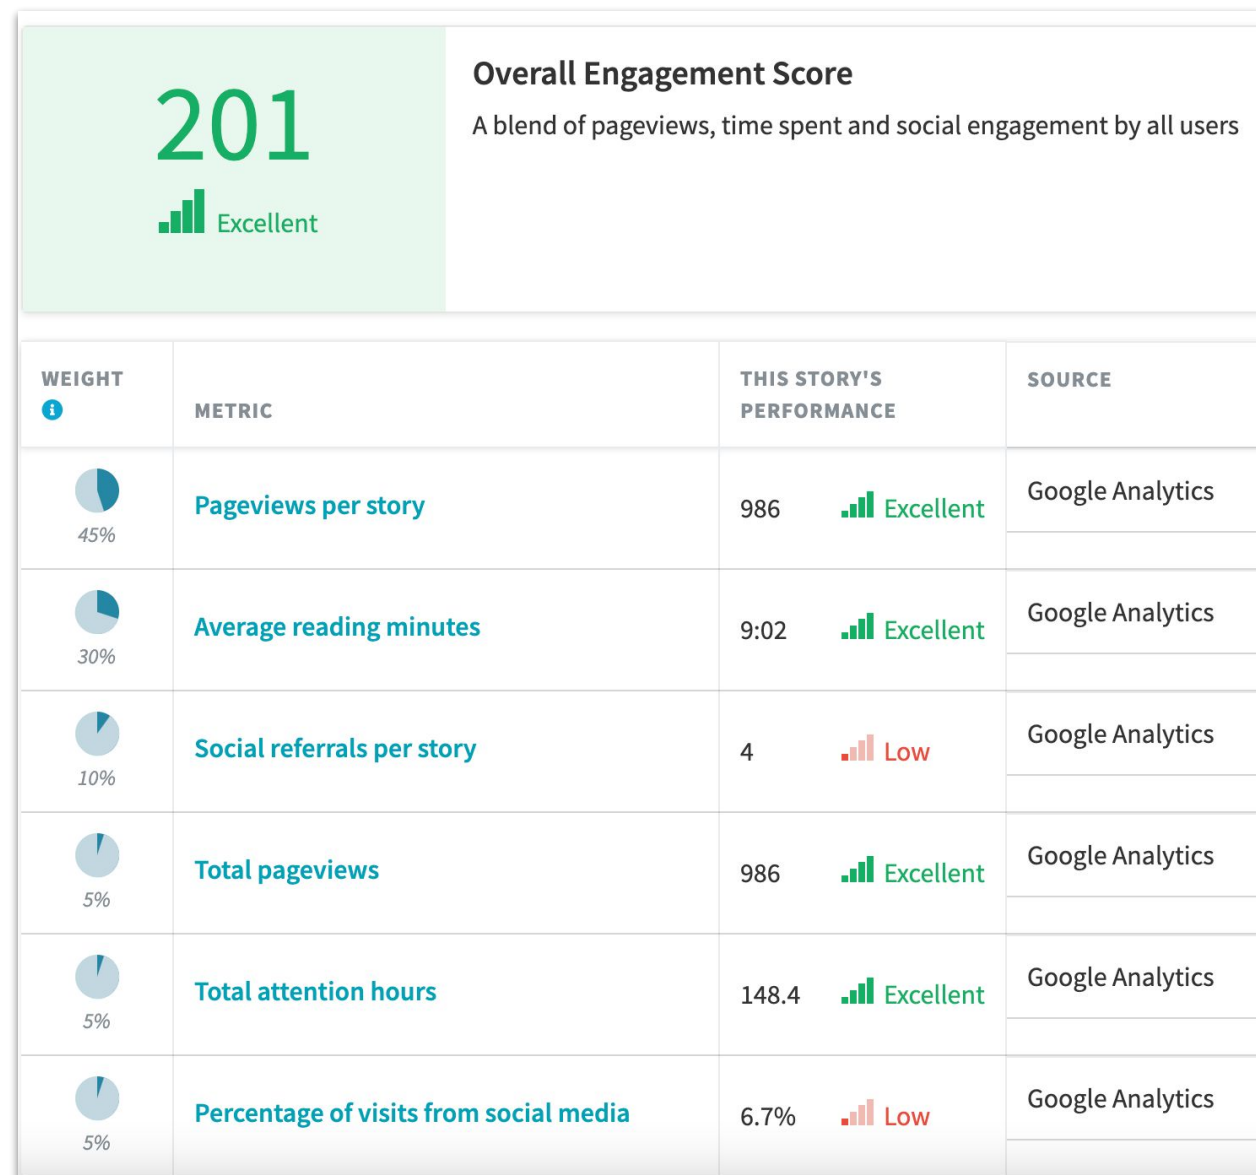 201
Excellent
Overall Engagement Score
A blend of pageviews, time spent and social engagement by all users
WEIGHT
METRIC
THIS STORY'S
PERFORMANCE
SOURCE
45%
Pageviews per story
986
Excellent
Google Analytics
30%
Average reading minutes
9:02
Excellent
Google Analytics
10%
Social referrals per story
4
Low
Google Analytics
5%
Total pageviews
986
Excellent
Google Analytics
5%
Total attention hours
148.4
Excellent
Google Analytics
5%
Percentage of visits from social media
6.7%
Low
Google Analytics